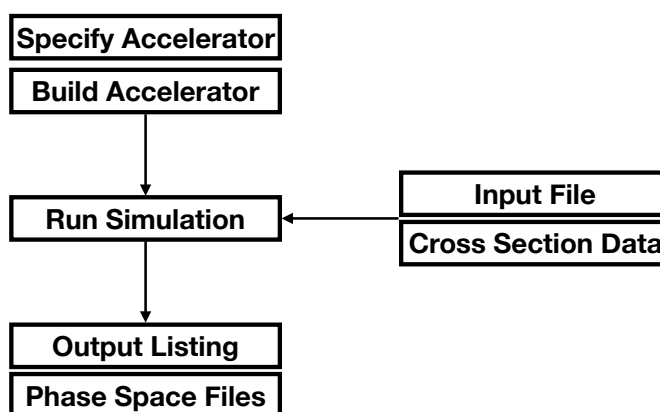 Specify Accelerator
Build Accelerator
Run Simulation
Input File
Cross Section Data
Output Listing
Phase Space Files